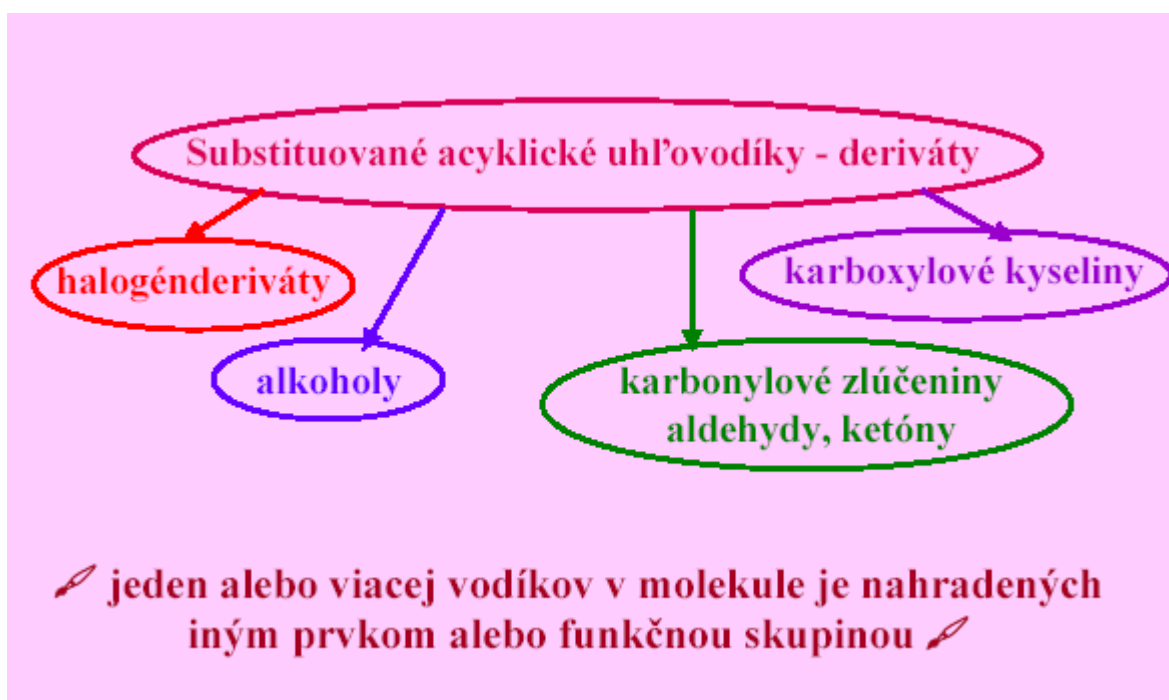 Substituované acyklické uhľovodíky - deriváty
halogénderiváty
karboxylové kyseliny
alkoholy
karbonylové zlúčeniny
aldehydy, ketóny
jeden alebo viacej vodíkov v molekule je nahradených
iným prvkom alebo funkčnou skupinou